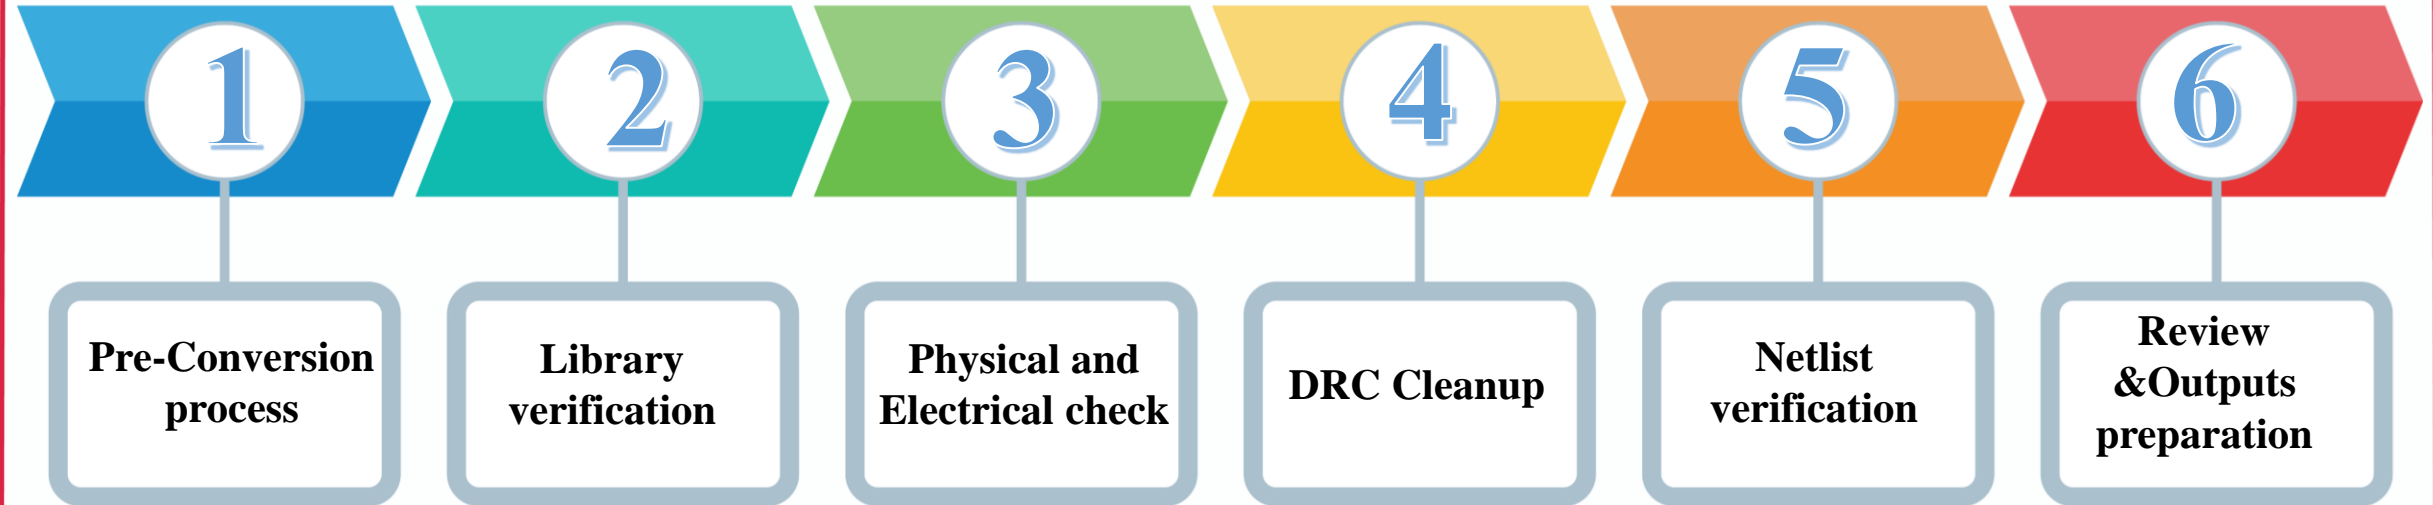 1
2
3
4
5
6
Pre-Conversion
process
Library
verification
Physical and
Electrical check
DRC Cleanup
Netlist
verification
Review
&Outputs
preparation